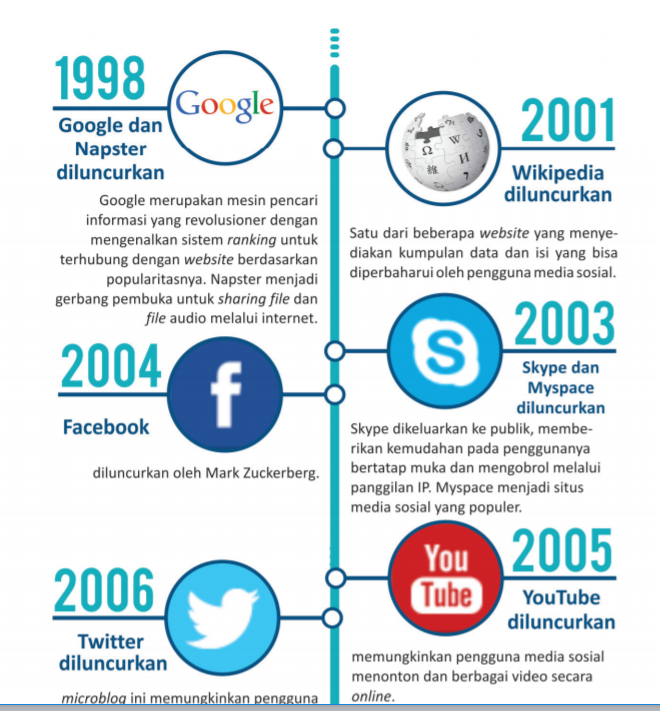 1998
Google
Google dan
Napster
diluncurkan
Google merupakan mesin pencari
informasi yang revolusioner dengan
mengenalkan sistem ranking untuk
terhubung dengan website berdasarkan
popularitasnya. Napster menjadi
gerbang pembuka untuk sharing file dan
file audio melalui internet.
Ω W И
維
2001
Wikipedia
diluncurkan
Satu dari beberapa website yang menye-
diakan kumpulan data dan isi yang bisa
diperbaharui oleh pengguna media sosial.
S
2003
Skype dan
Myspace
diluncurkan
Skype dikeluarkan ke publik, membe-
rikan kemudahan pada penggunanya
bertatap muka dan mengobrol melalui
panggilan IP. Myspace menjadi situs
media sosial yang populer.
2004
f
Facebook
diluncurkan oleh Mark Zuckerberg.
You
Tube
2005
YouTube
diluncurkan
memungkinkan pengguna media sosial
menonton dan berbagai video secara
online.
2006
Twitter
diluncurkan
microblog ini memungkinkan pengguna